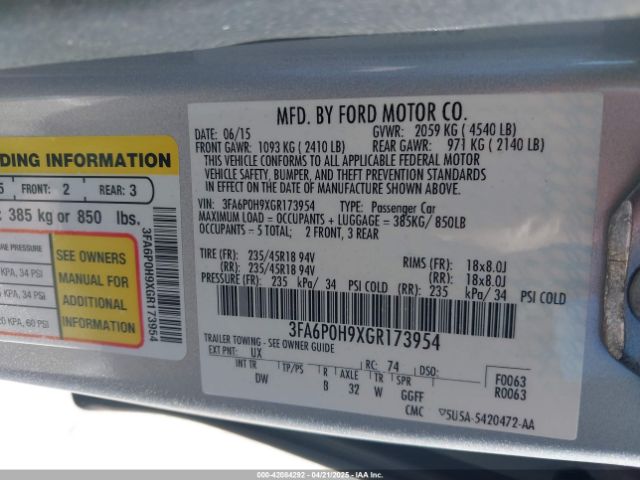 DING INFORMATION
5 FRONT: 2 REAR: 3
: 385 kg or 850 lbs.
PRESSURE
KPA, 34 PSI
KPA, 34 PSI
20 KPA, 60 PSI
SEE OWNERS
MANUAL FOR
ADDITIONAL
INFORMATION
3FA6P0H9XGR173954
MFD. BY FORD MOTOR CO.
DATE: 06/15 GVWR: 2059 KG ( 4540 LB)
FRONT GAWR: 1093 KG ( 2410 LB) REAR GAWR: 971 KG ( 2140 LB)
THIS VEHICLE CONFORMS TO ALL APPLICABLE FEDERAL MOTOR
VEHICLE SAFETY, BUMPER, AND THEFT PREVENTION STANDARDS
IN EFFECT ON THE DATE OF MANUFACTURE SHOWN ABOVE.
VIN: 3FA6P0H9XGR173954 TYPE: Passenger Car
MAXIMUM LOAD = OCCUPANTS + LUGGAGE = 385KG/ 850LB
OCCUPANTS = 5 TOTAL; 2 FRONT, 3 REAR
TIRE (FR): 235/45R18 94V RIMS (FR): 18x8.0J
(RR): 235/45R18 94V (RR): 18x8.0J
PRESSURE (FR): 235 kPa/ 34 PSI COLD (RR): 235 kPa/ 34 PSI COLD
3FA6P0H9XGR173954
TRAILER TOWING - SEE OWNER GUIDE
EXT PNT: UX RC: 74 DSO: F0063
R0063
INT TR TP/PS R AXLE TR SPR
DW B 32 W GGFF
CMC 5USA-5420472-AA
000-42084292 - 04/21/2025 - IAAI.COM